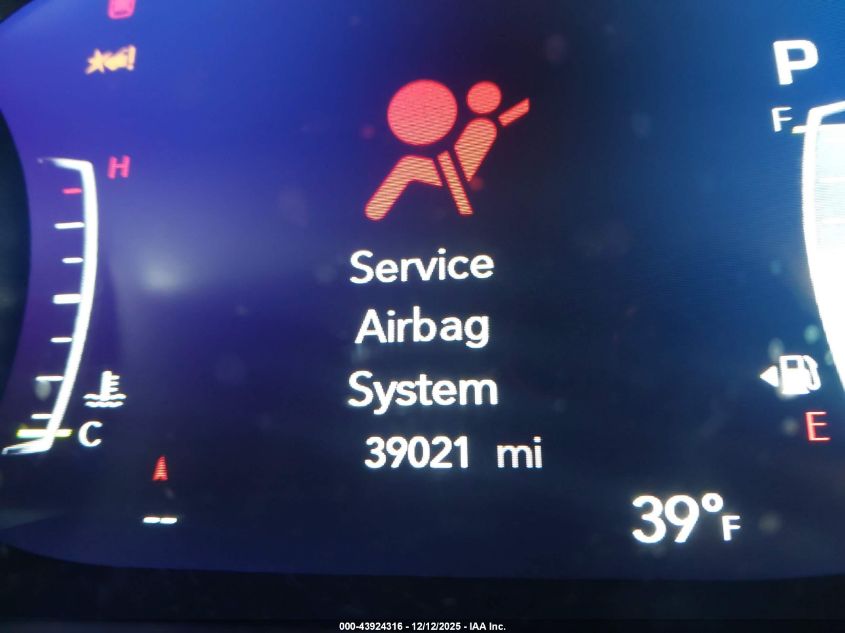 P
F
H
Service
Airbag
System
C
E
39021 mi
--
39°F
000-43924316 - 12/12/2025 - IAA Inc.